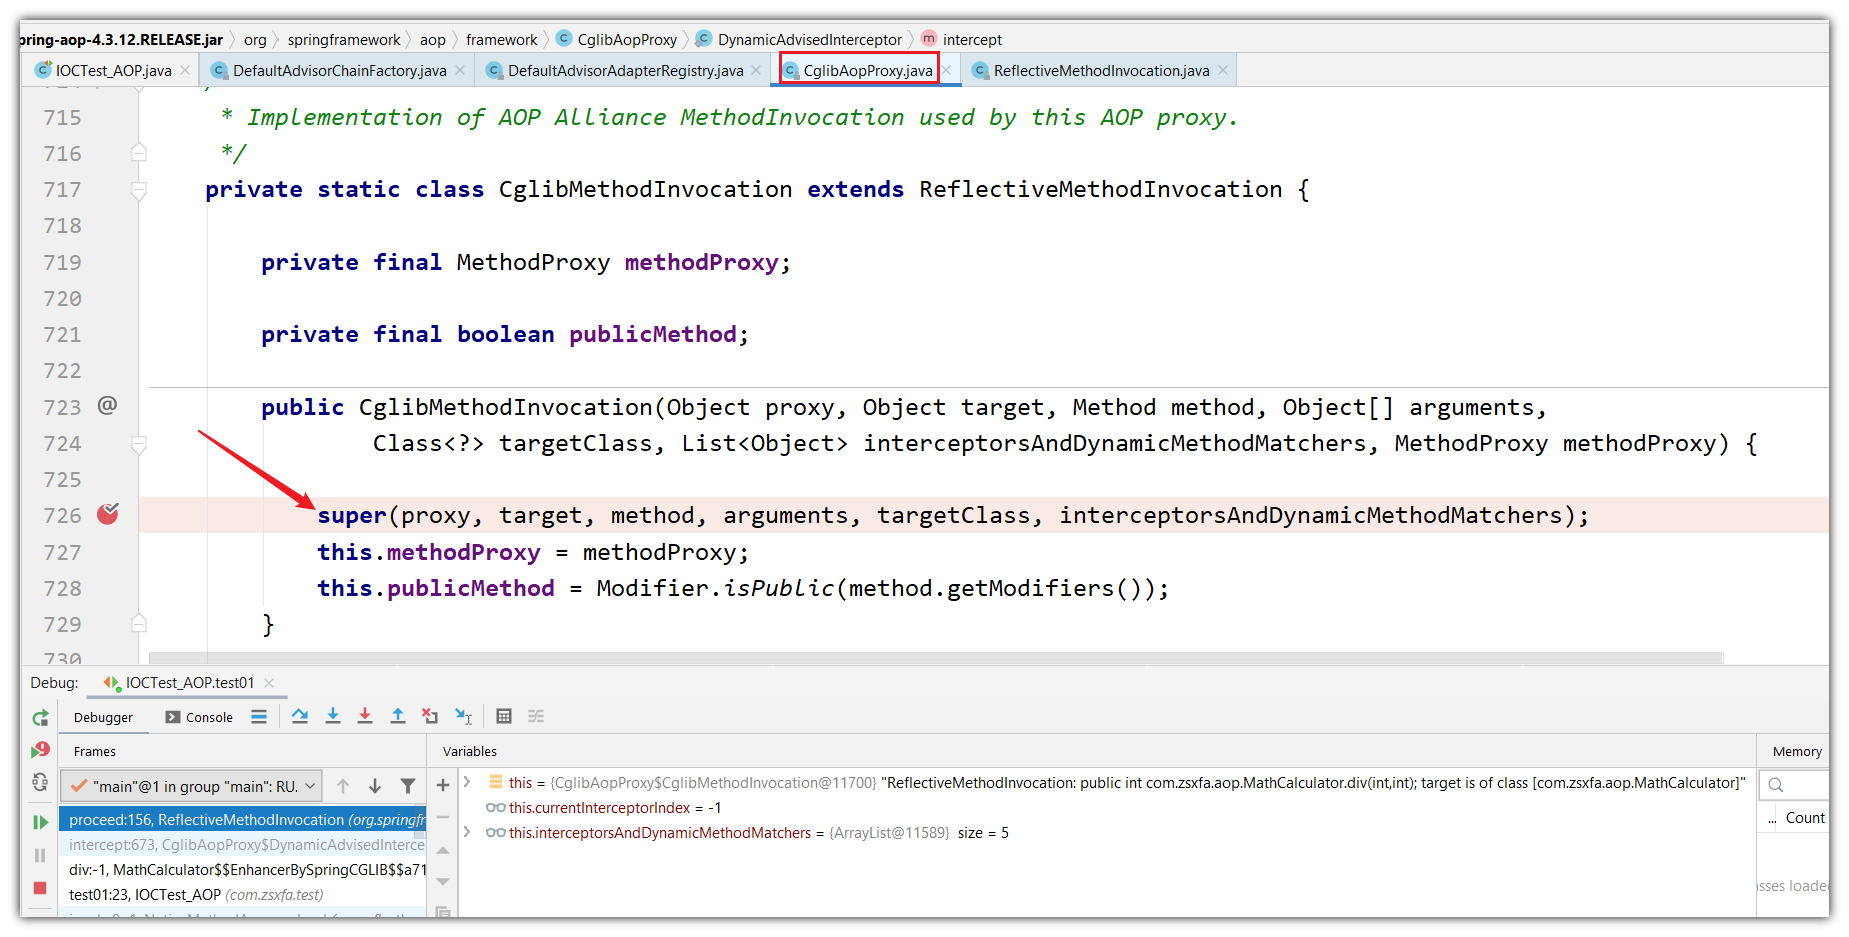 pring-aop-4.3.12.RELEASE.jar org springframework aop framework CglibAopProxy DynamicAdvisedInterceptor intercept
IOCTest_AOP.java DefaultAdvisorChainFactory.java DefaultAdvisorAdapterRegistry.java CglibAopProxy.java ReflectiveMethodInvocation.java
715 * Implementation of AOP Alliance MethodInvocation used by this AOP proxy.
716 */
717 private static class CglibMethodInvocation extends ReflectiveMethodInvocation {
718
719 private final MethodProxy methodProxy;
720
721 private final boolean publicMethod;
722
723 @ public CglibMethodInvocation(Object proxy, Object target, Method method, Object[] arguments,
724 Class<?> targetClass, List<Object> interceptorsAndDynamicMethodMatchers, MethodProxy methodProxy) {
725
726 super(proxy, target, method, arguments, targetClass, interceptorsAndDynamicMethodMatchers);
727 this.methodProxy = methodProxy;
728 this.publicMethod = Modifier.isPublic(method.getModifiers());
729 }
730
Debug: IOCTest_AOP.test01
Debugger Console
Frames Variables Memory
"main"@1 in group "main": RU.
this = {CglibAopProxy$CglibMethodInvocation@11700} "ReflectiveMethodInvocation: public int com.zsxfa.aop.MathCalculator.div(int,int); target is of class [com.zsxfa.aop.MathCalculator]"
this.currentInterceptorIndex = -1
this.interceptorsAndDynamicMethodMatchers = {ArrayList@11589} size = 5
proceed:156, ReflectiveMethodInvocation (org.springfr
intercept:673, CglibAopProxy$DynamicAdvisedInterce
div:-1, MathCalculator$$EnhancerBySpringCGLIB$$a71
test01:23, IOCTest_AOP (com.zsxfa.test)
... Count
asses loade